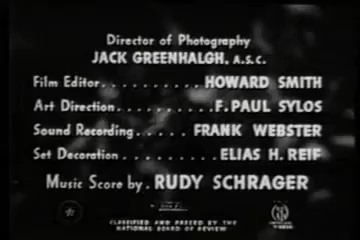 Director of Photography
JACK GREENHALGH, A.S.C.
Film Editor.......... HOWARD SMITH
Art Direction.......... F. PAUL SYLOS
Sound Recording..... FRANK WEBSTER
Set Decoration....... ELIAS H. REIF
Music Score by. RUDY SCHRAGER
CLASSIFIED AND PASSED BY THE
NATIONAL BOARD OF REVIEW